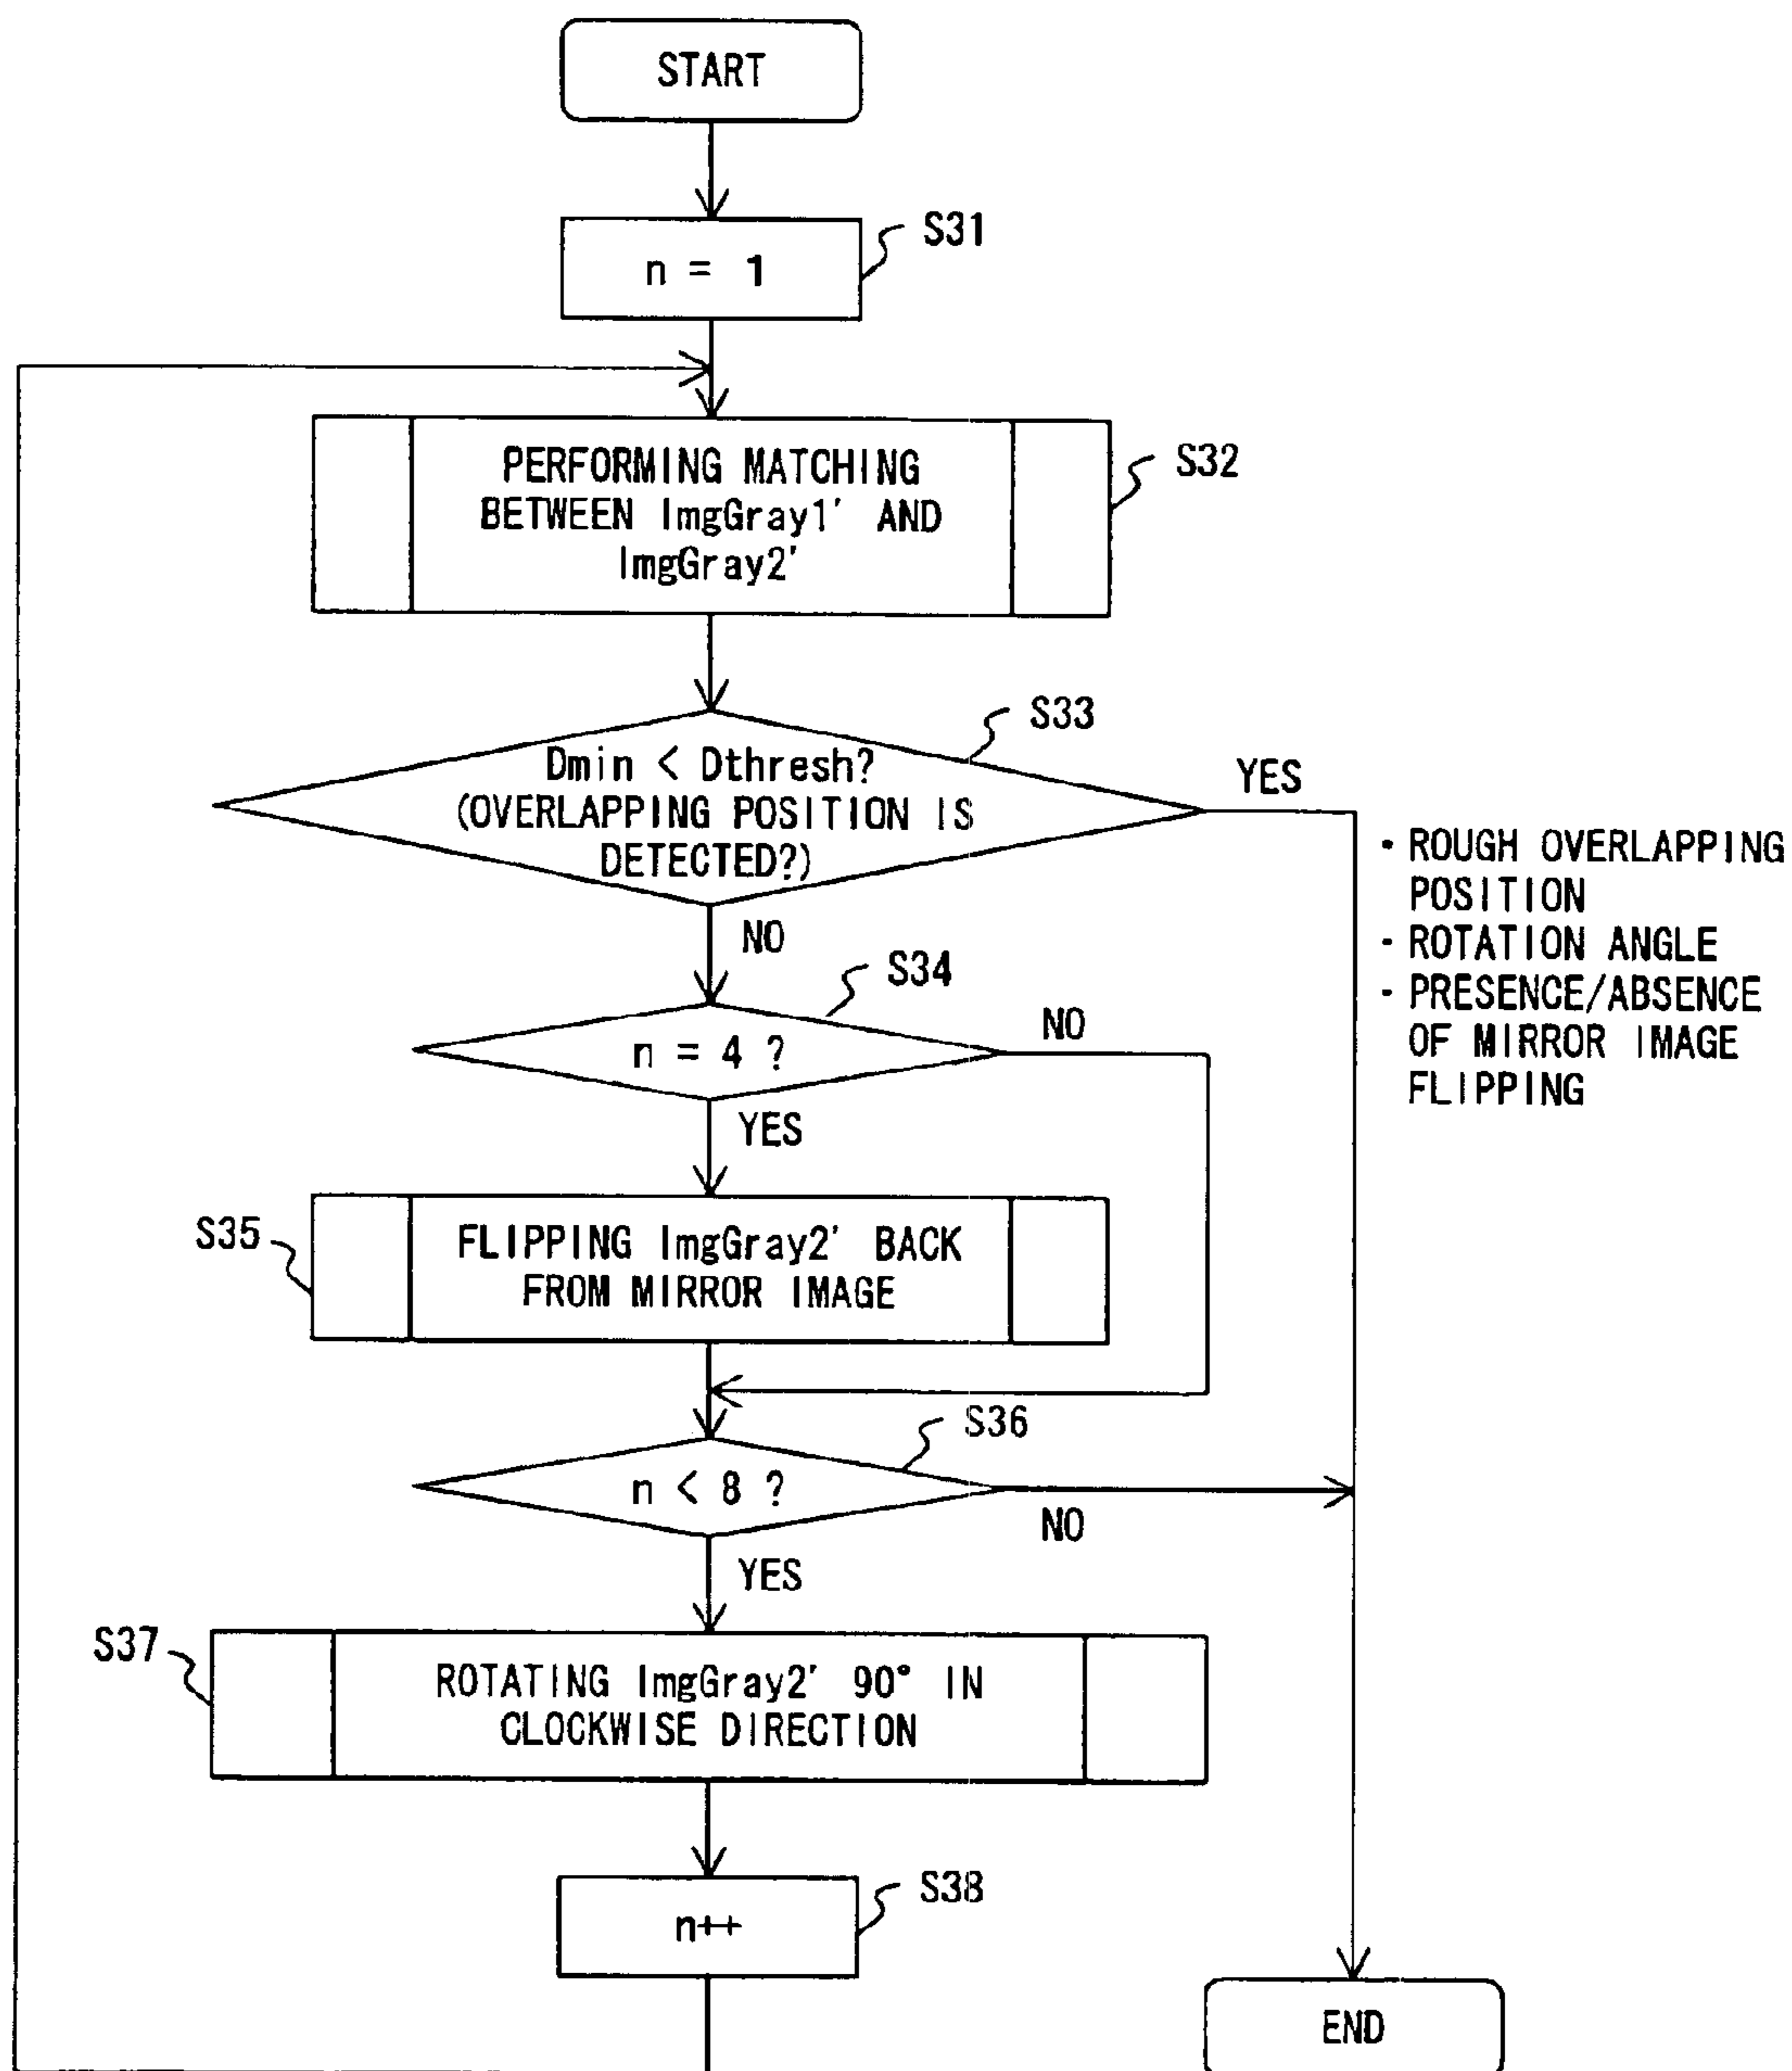 START
S31
n = 1
PERFORMING MATCHING
BETWEEN ImgGray1' AND
ImgGray2'
S32
S33
Dmin < Dthresh?
(OVERLAPPING POSITION IS
DETECTED?)
YES
- ROUGH OVERLAPPING
POSITION
- ROTATION ANGLE
- PRESENCE/ABSENCE
OF MIRROR IMAGE
FLIPPING
NO
S34
n = 4 ?
NO
YES
S35
FLIPPING ImgGray2' BACK
FROM MIRROR IMAGE
S36
n < 8 ?
NO
YES
S37
ROTATING ImgGray2' 90° IN
CLOCKWISE DIRECTION
S38
n++
END